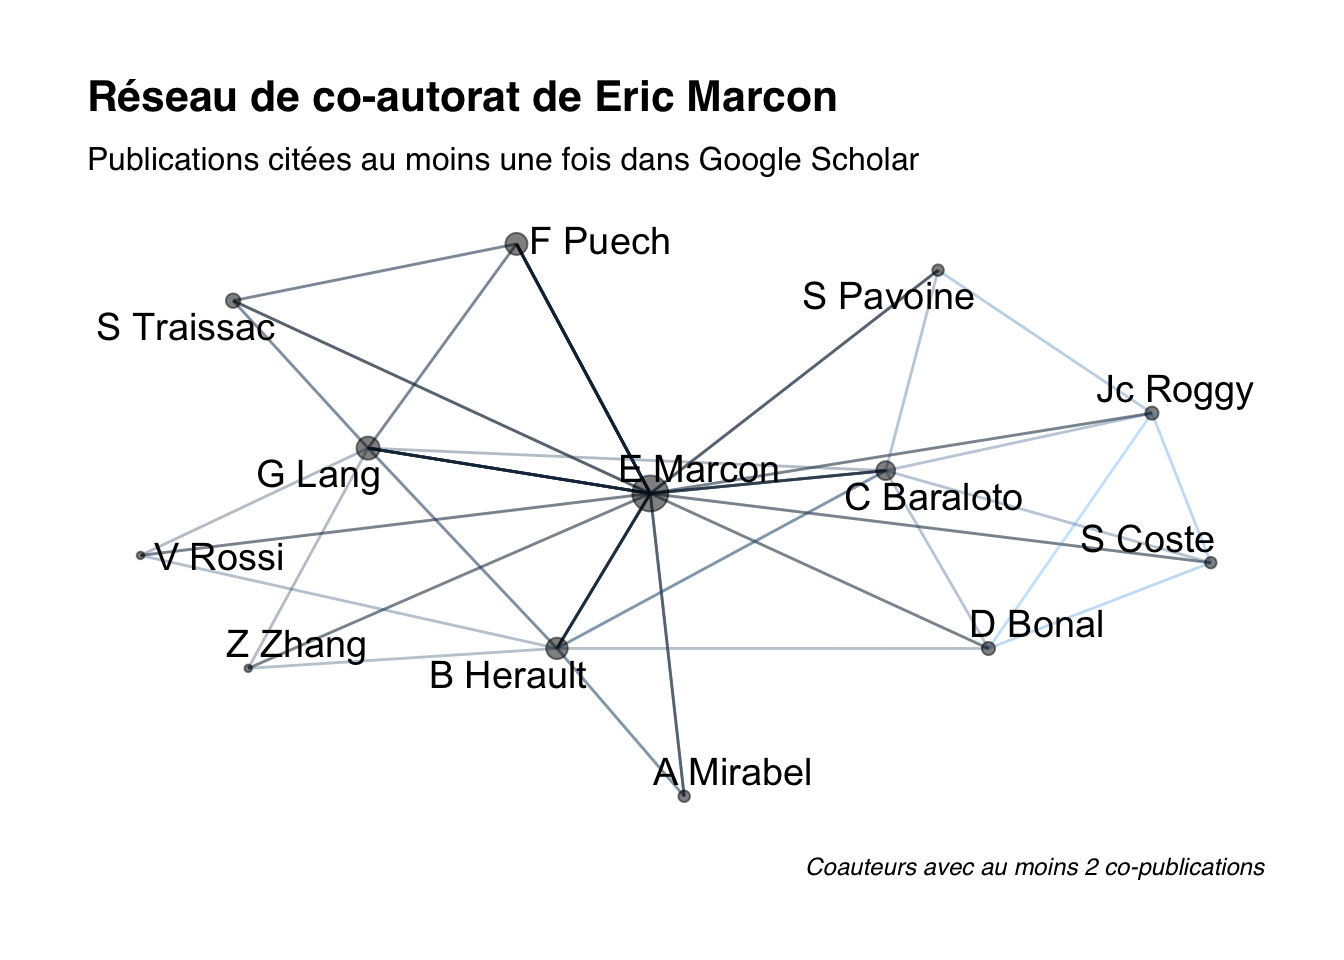 Réseau de co-autorat de Eric Marcon
Publications citées au moins une fois dans Google Scholar
F Puech
S Pavoine
S Traissac
Jc Roggy
E Marcon
G Lang
C Baraloto
S Coste
V Rossi
D Bonal
Z Zhang
B Herault
A Mirabel
Coauteurs avec au moins 2 co-publications